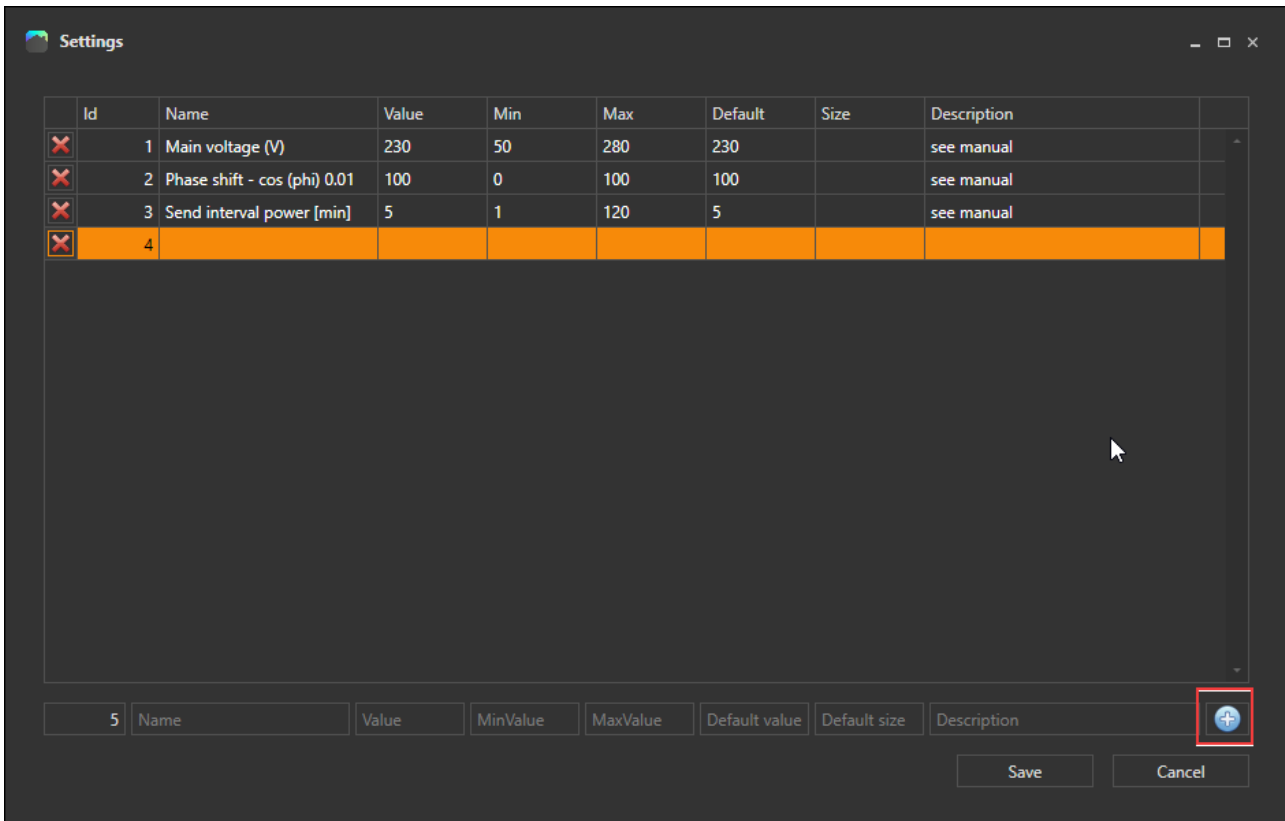 Settings
Id Name Value Min Max Default Size Description
1 Main voltage (V) 230 50 280 230 see manual
2 Phase shift - cos (phi) 0.01 100 0 100 100 see manual
3 Send interval power [min] 5 1 120 5 see manual
4
5 Name Value MinValue MaxValue Default value Default size Description
Save Cancel